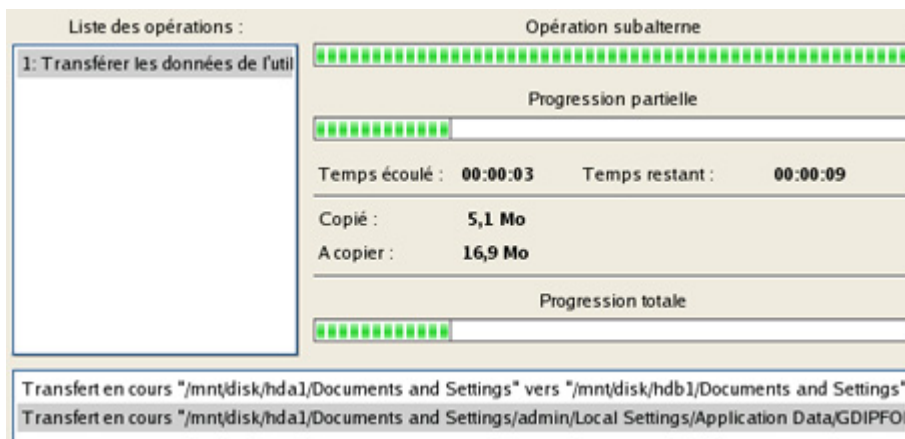 Liste des opérations :
1: Transférer les données de l'util
Opération subalterne
Progression partielle
Temps écoulé : 00:00:03 Temps restant : 00:00:09
Copié : 5,1 Mo
A copier : 16,9 Mo
Progression totale
Transfert en cours "/mnt/disk/hda1/Documents and Settings" vers "/mnt/disk/hdb1/Documents and Settings"
Transfert en cours "/mnt/disk/hda1/Documents and Settings/admin/Local Settings/Application Data/GDIPFO